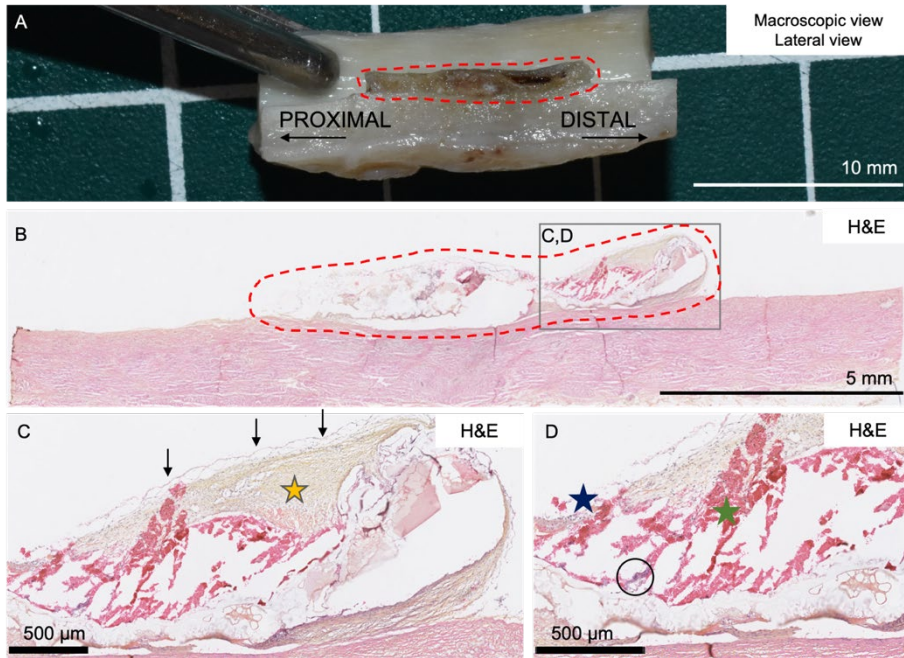 A
Macroscopic view
Lateral view
PROXIMAL
DISTAL
10 mm
B
C,D
H&E
5 mm
C
H&E
500 µm
D
H&E
500 µm